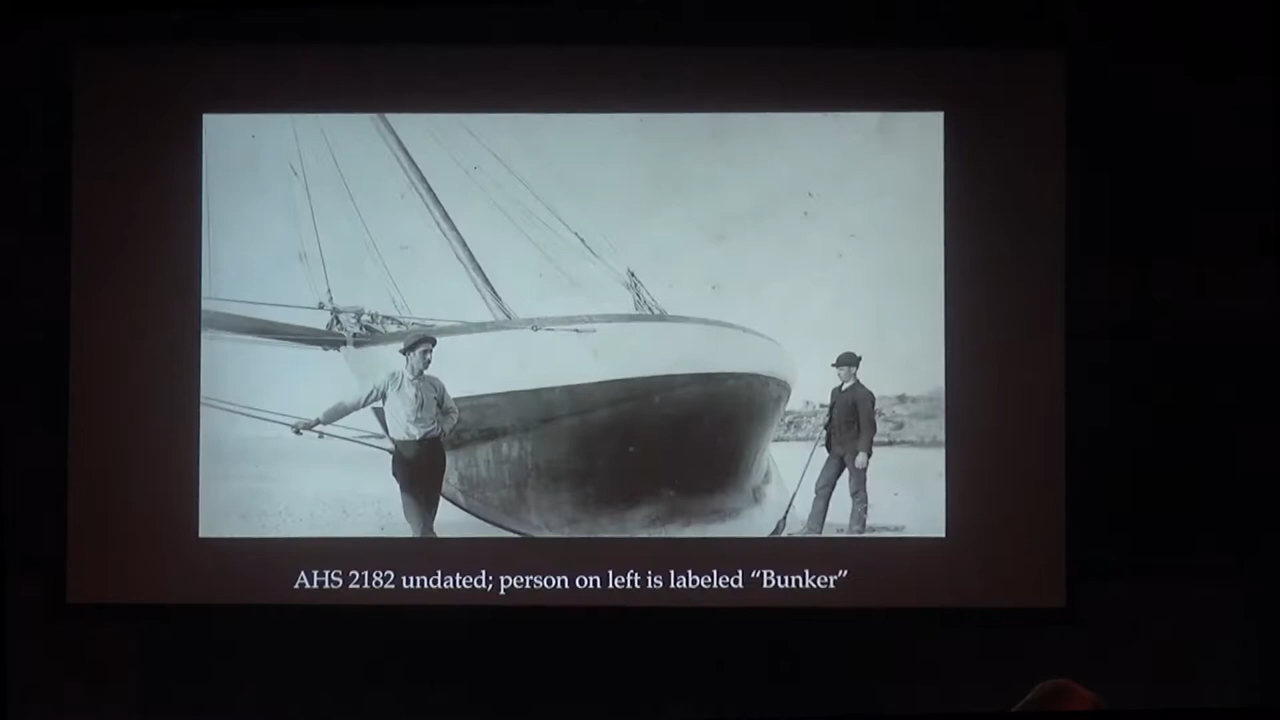 AHS 2182 undated; person on left is labeled “Bunker”